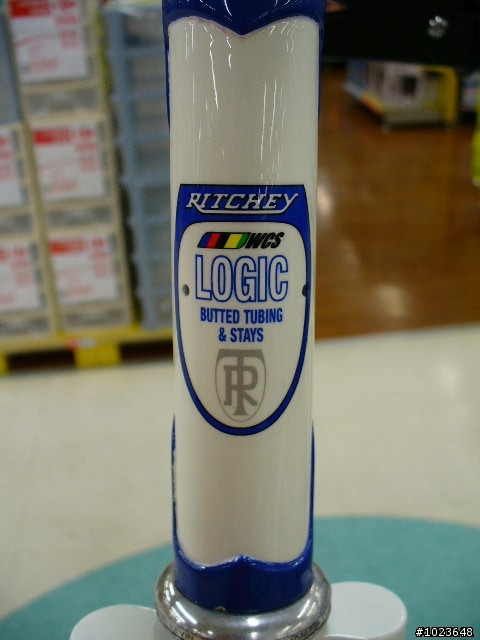 RITCHEY
WCS
LOGIC
BUTTED TUBING
& STAYS
#1023648